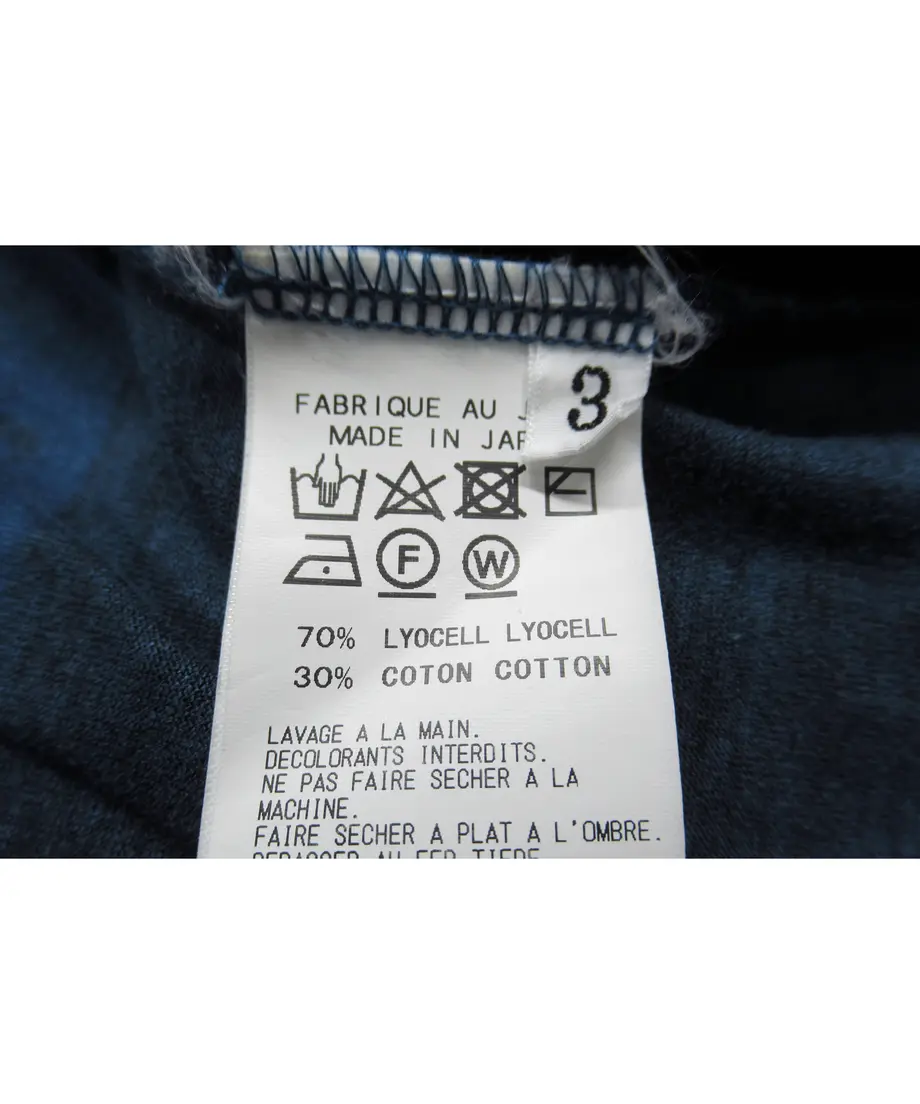 3
FABRIQUE AU
MADE IN
F
W
70% LYOCELL LYOCELL
30% COTON COTTON
LAVAGE A LA MAIN.
DECOLORANTS INTERDITS.
NE PAS FAIRE SECHER A LA
MACHINE.
FAIRE SECHER A PLAT A L'OMBRE.